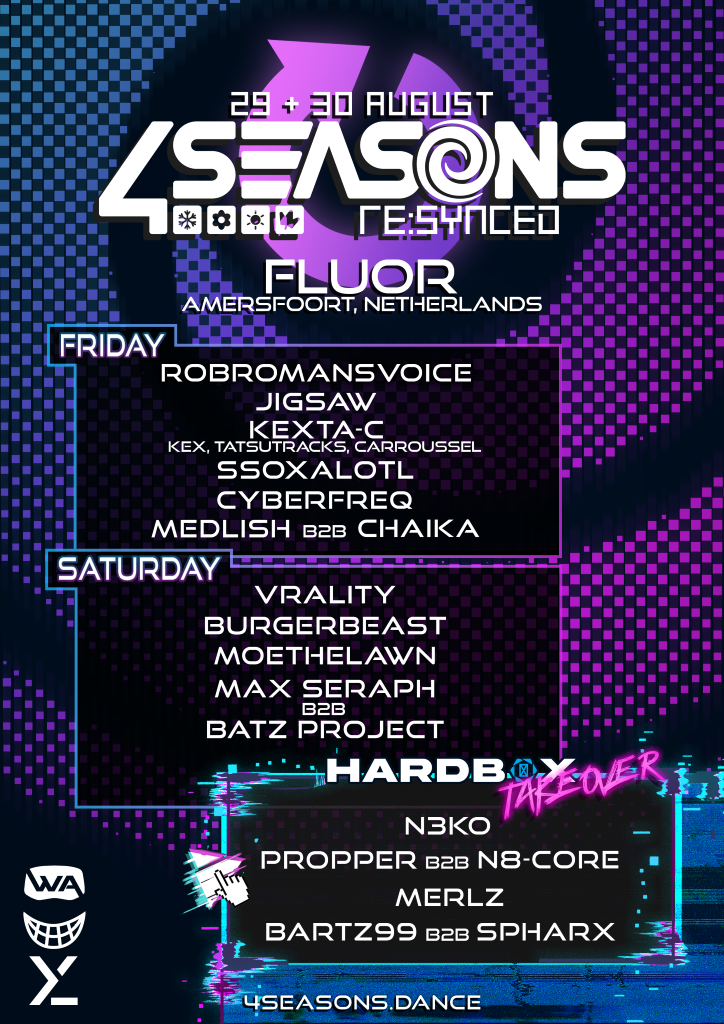 29 + 30 AUGUST
4SEASONS
RE:SYNCED
FLUOR
AMERSFOORT, NETHERLANDS
FRIDAY
ROBROMANSVOICE
JIGSAW
KEXTA-C
KEX, TATSUTRACKS, CARROUSSEL
SSOXALOTL
CYBERFREQ
MEDLISH B2B CHAIKA
SATURDAY
VRALITY
BURGERBEAST
MOETHELAWN
MAX SERAPH
B2B
BATZ PROJECT
HARDBOX
TAKEOVER
N3KO
PROPPER B2B N8-CORE
MERLZ
BARTZ99 B2B SPHARX
WA
4SEASONS.DANCE